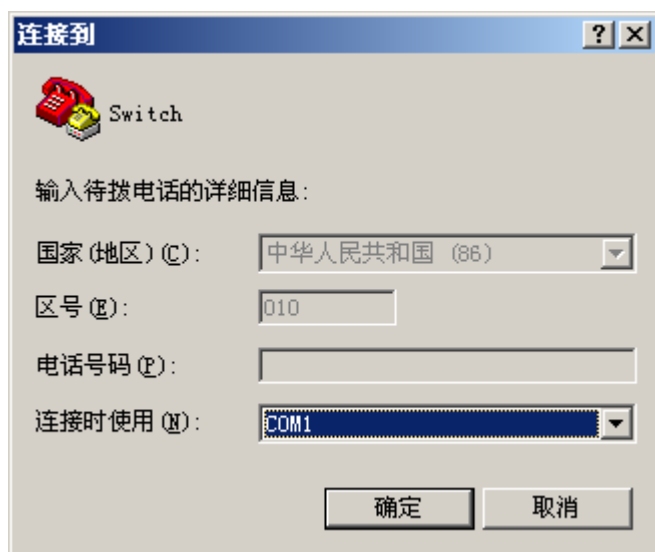 连接到
Switch
输入待拨电话的详细信息:
国家(地区)(C): 中华人民共和国 (86)
区号(E): 010
电话号码(P):
连接时使用(N): COM1
确定 取消